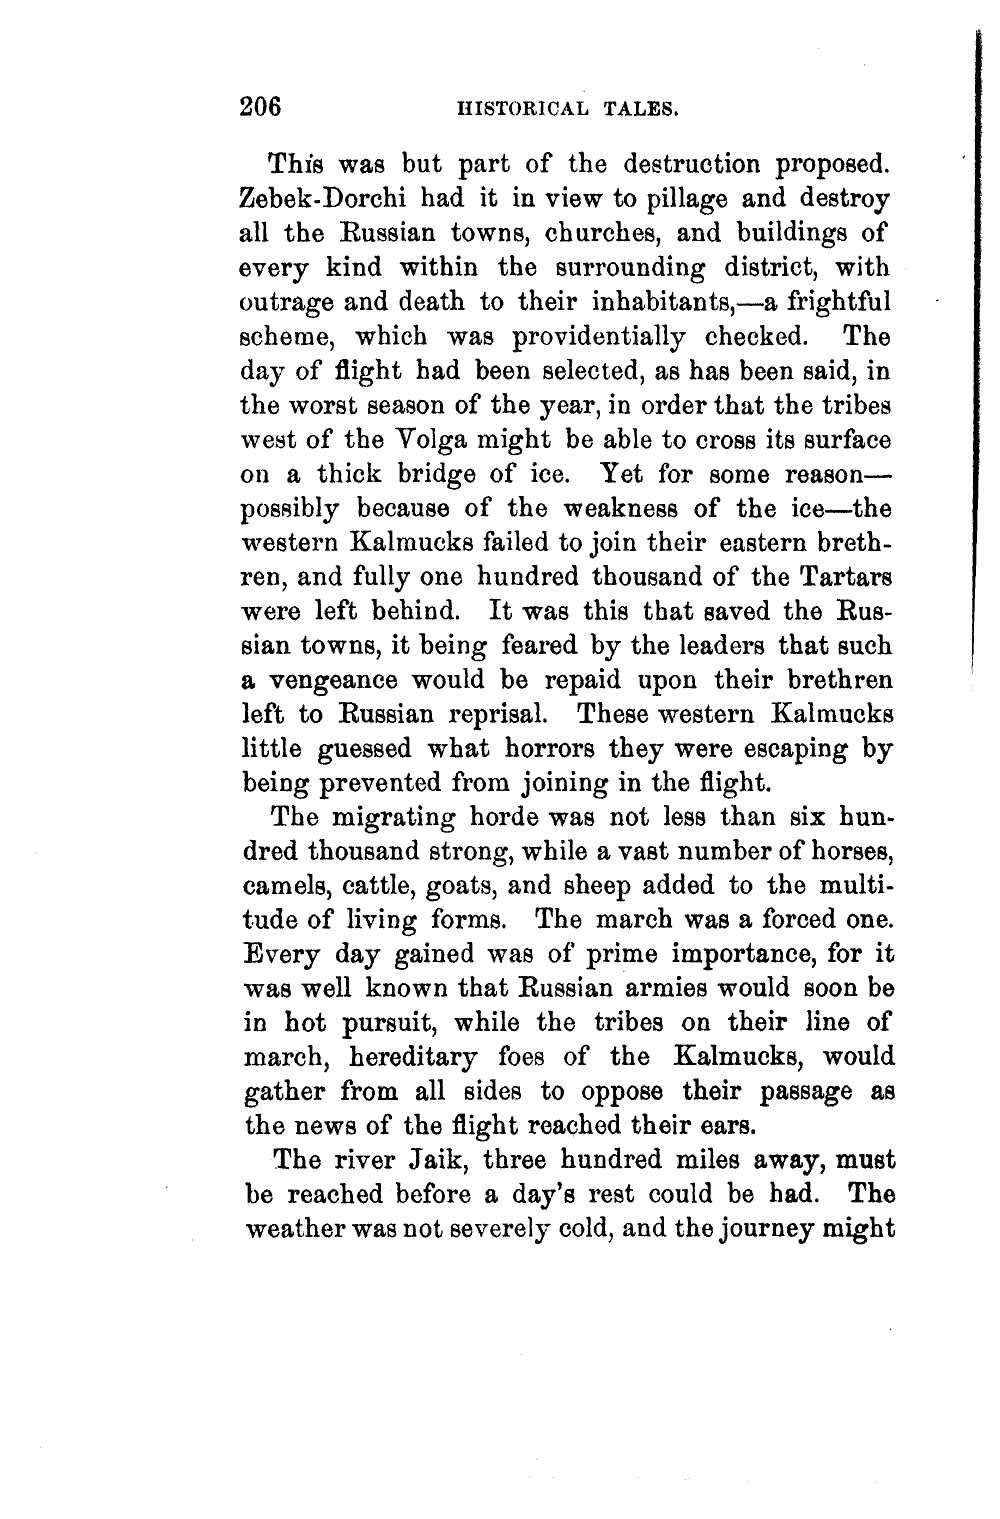 206 HISTORICAL TALES.
This was but part of the destruction proposed.
Zebek-Dorchi had it in view to pillage and destroy
all the Russian towns, churches, and buildings of
every kind within the surrounding district, with
outrage and death to their inhabitants,—a frightful
scheme, which was providentially checked. The
day of flight had been selected, as has been said, in
the worst season of the year, in order that the tribes
west of the Volga might be able to cross its surface
on a thick bridge of ice. Yet for some reason—
possibly because of the weakness of the ice—the
western Kalmucks failed to join their eastern breth-
ren, and fully one hundred thousand of the Tartars
were left behind. It was this that saved the Rus-
sian towns, it being feared by the leaders that such
a vengeance would be repaid upon their brethren
left to Russian reprisal. These western Kalmucks
little guessed what horrors they were escaping by
being prevented from joining in the flight.
The migrating horde was not less than six hun-
dred thousand strong, while a vast number of horses,
camels, cattle, goats, and sheep added to the multi-
tude of living forms. The march was a forced one.
Every day gained was of prime importance, for it
was well known that Russian armies would soon be
in hot pursuit, while the tribes on their line of
march, hereditary foes of the Kalmucks, would
gather from all sides to oppose their passage as
the news of the flight reached their ears.
The river Jaik, three hundred miles away, must
be reached before a day's rest could be had. The
weather was not severely cold, and the journey might